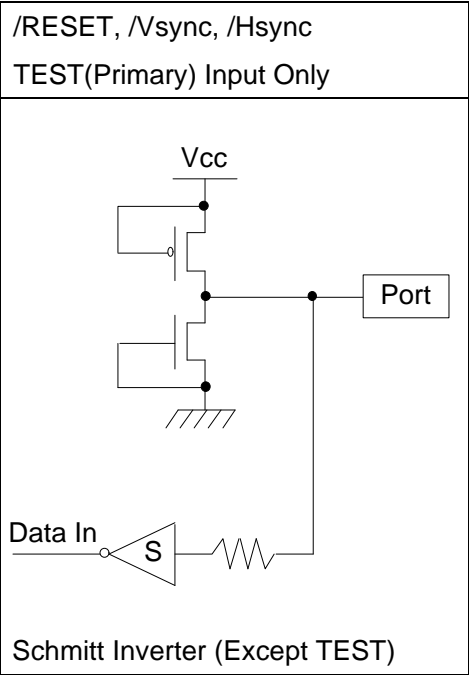 /RESET, /Vsync, /Hsync
TEST(Primary) Input Only
Vcc
Port
Data In
S
Schmitt Inverter (Except TEST)